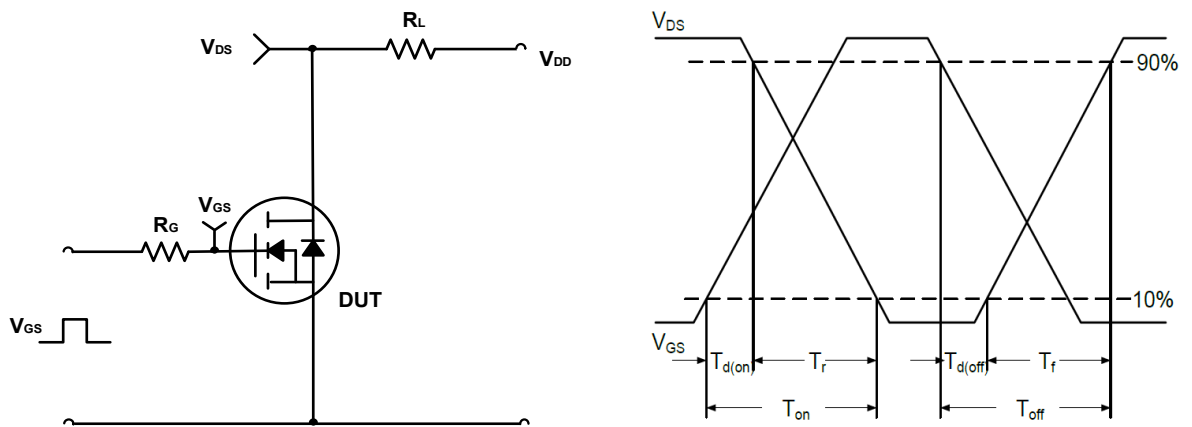 RL
VDS
VDD
VGS
RG
DUT
VGS
VDS
90%
10%
VGS
Td(on)
Tr
Td(off)
Tf
Ton
Toff